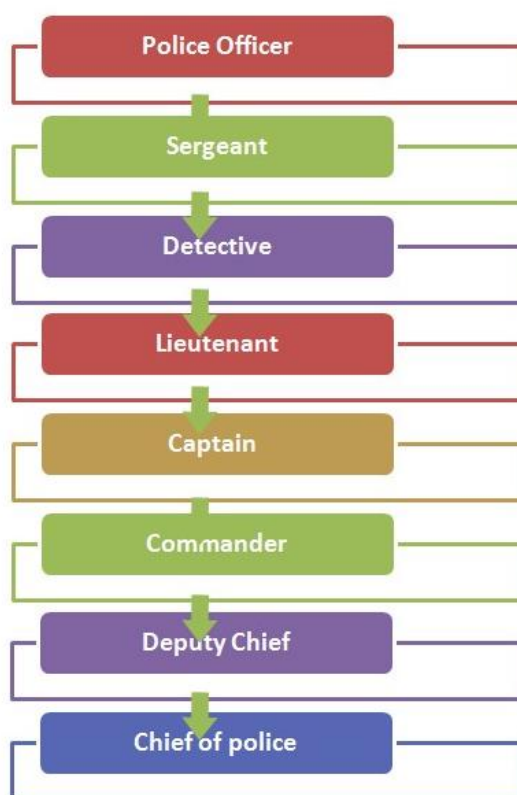 Police Officer
Sergeant
Detective
Lieutenant
Captain
Commander
Deputy Chief
Chief of police